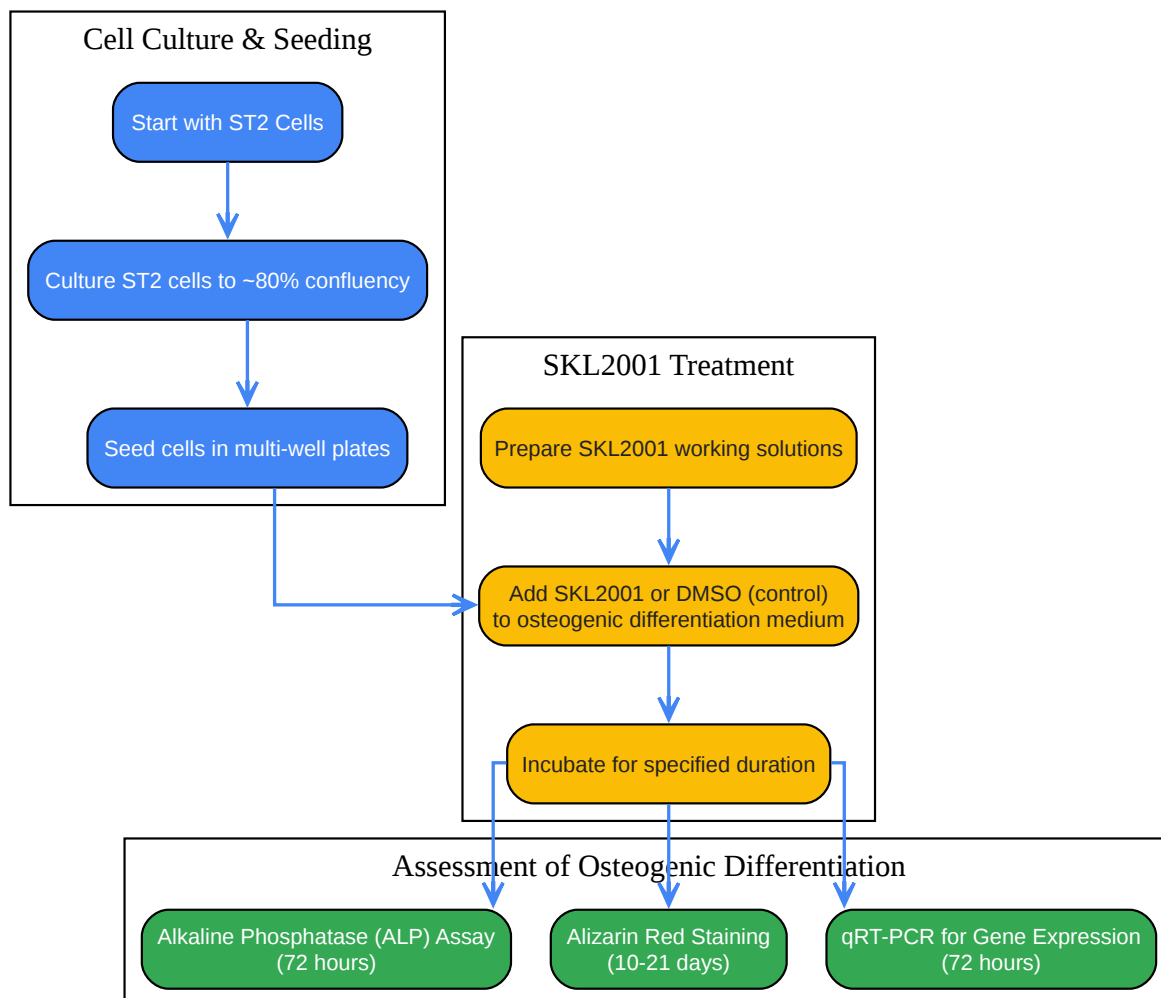 Cell Culture & Seeding
Start with ST2 Cells
Culture ST2 cells to ~80% confluency
Seed cells in multi-well plates
SKL2001 Treatment
Prepare SKL2001 working solutions
Add SKL2001 or DMSO (control)
to osteogenic differentiation medium
Incubate for specified duration
Assessment of Osteogenic Differentiation
Alkaline Phosphatase (ALP) Assay
(72 hours)
Alizarin Red Staining
(10-21 days)
qRT-PCR for Gene Expression
(72 hours)